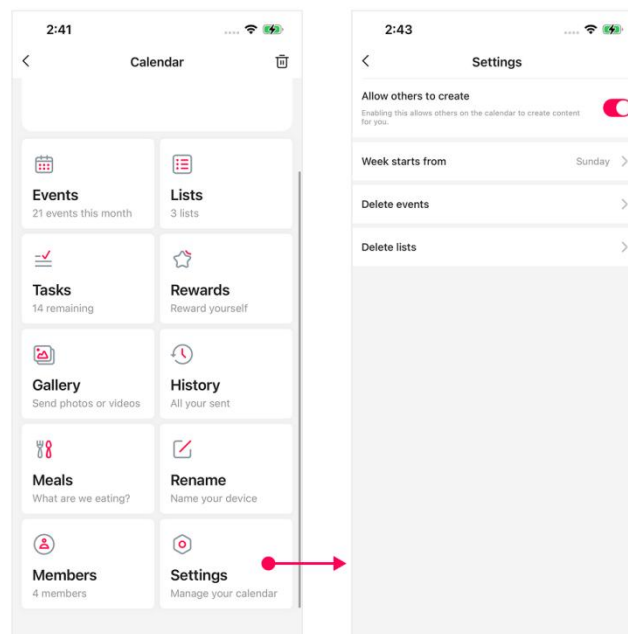 2:41
Calendar
Events
21 events this month
Lists
3 lists
Tasks
14 remaining
Rewards
Reward yourself
Gallery
Send photos or videos
History
All your sent
Meals
What are we eating?
Rename
Name your device
Members
4 members
Settings
Manage your calendar
2:43
Settings
Allow others to create
Enabling this allows others on the calendar to create content
for you.
Week starts from
Sunday
Delete events
Delete lists